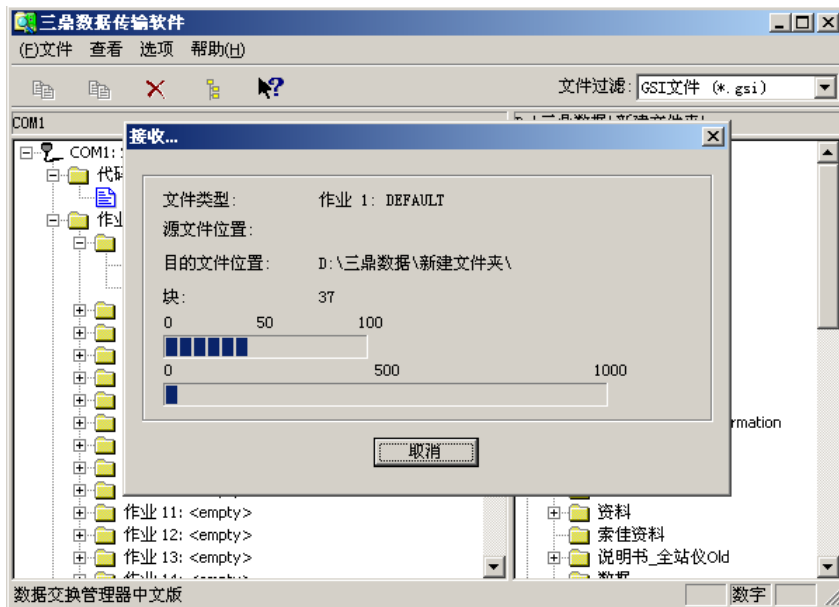 三鼎数据传输软件
(F)文件 查看 选项 帮助(H)
文件过滤: GSI文件 (*.gsi)
COM1
接收...
COM1:
代码
作业
文件类型: 作业 1: DEFAULT
源文件位置:
目的文件位置: D:\三鼎数据\新建文件夹\
块: 37
0 50 100
0 500 1000
取消
rmation
作业 11: <empty>
作业 12: <empty>
作业 13: <empty>
资料
索佳资料
说明书_全站仪Old
数据交换管理器中文版
数字